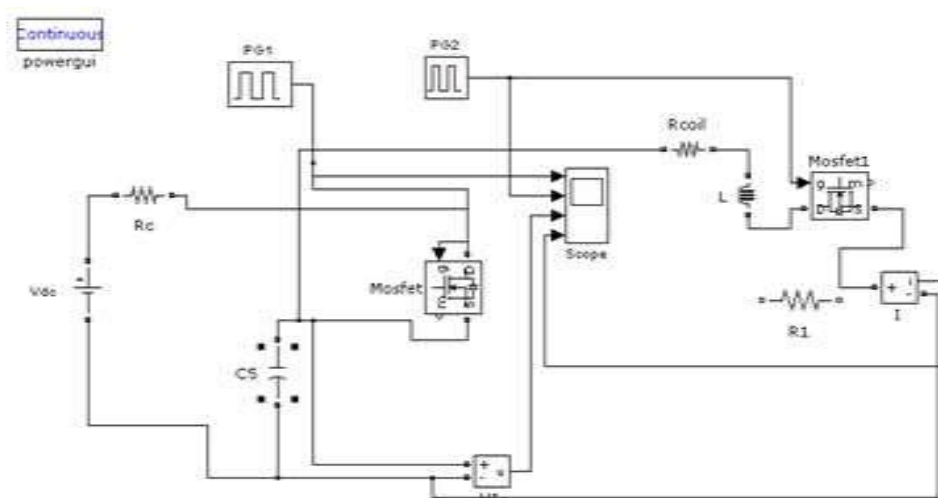 Continuous
powergui
PG1
PG2
Rcoil
Mosfet1
g m
D S
L
Rc
Scope
Vdc
Mosfet
g D
m S
+ i
-
I
R1
CS
+
- v